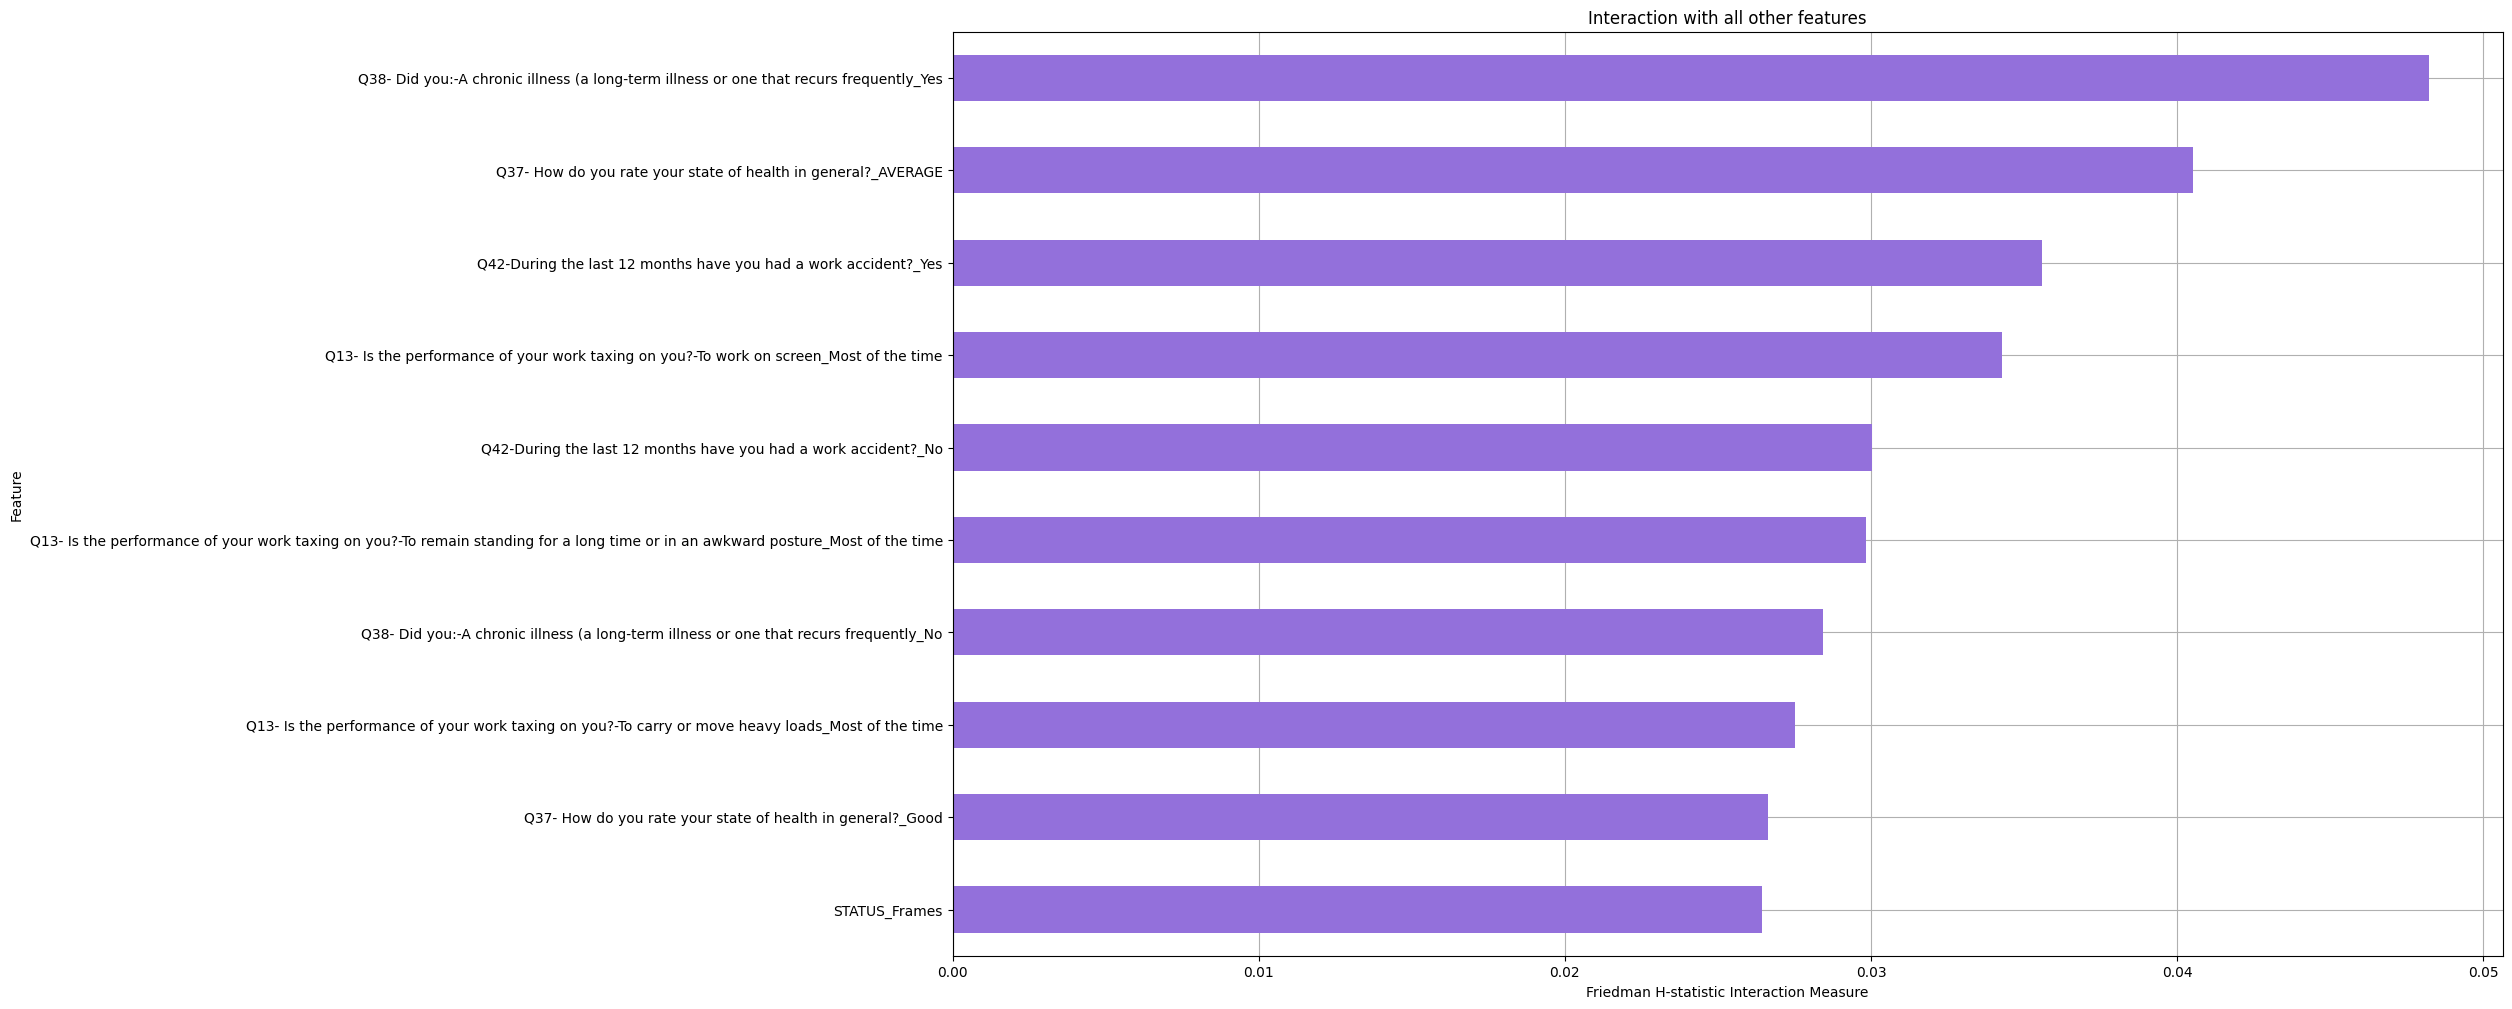 Interaction with all other features
Q38- Did you:-A chronic illness (a long-term illness or one that recurs frequently_Yes
Q37- How do you rate your state of health in general?_AVERAGE
Q42-During the last 12 months have you had a work accident?_Yes
Q13- Is the performance of your work taxing on you?-To work on screen_Most of the time
Q42-During the last 12 months have you had a work accident?_No
Feature
Q13- Is the performance of your work taxing on you?-To remain standing for a long time or in an awkward posture_Most of the time
Q38- Did you:-A chronic illness (a long-term illness or one that recurs frequently_No
Q13- Is the performance of your work taxing on you?-To carry or move heavy loads_Most of the time
Q37- How do you rate your state of health in general?_Good
STATUS_Frames
0.00 0.01 0.02 0.03 0.04 0.05
Friedman H-statistic Interaction Measure